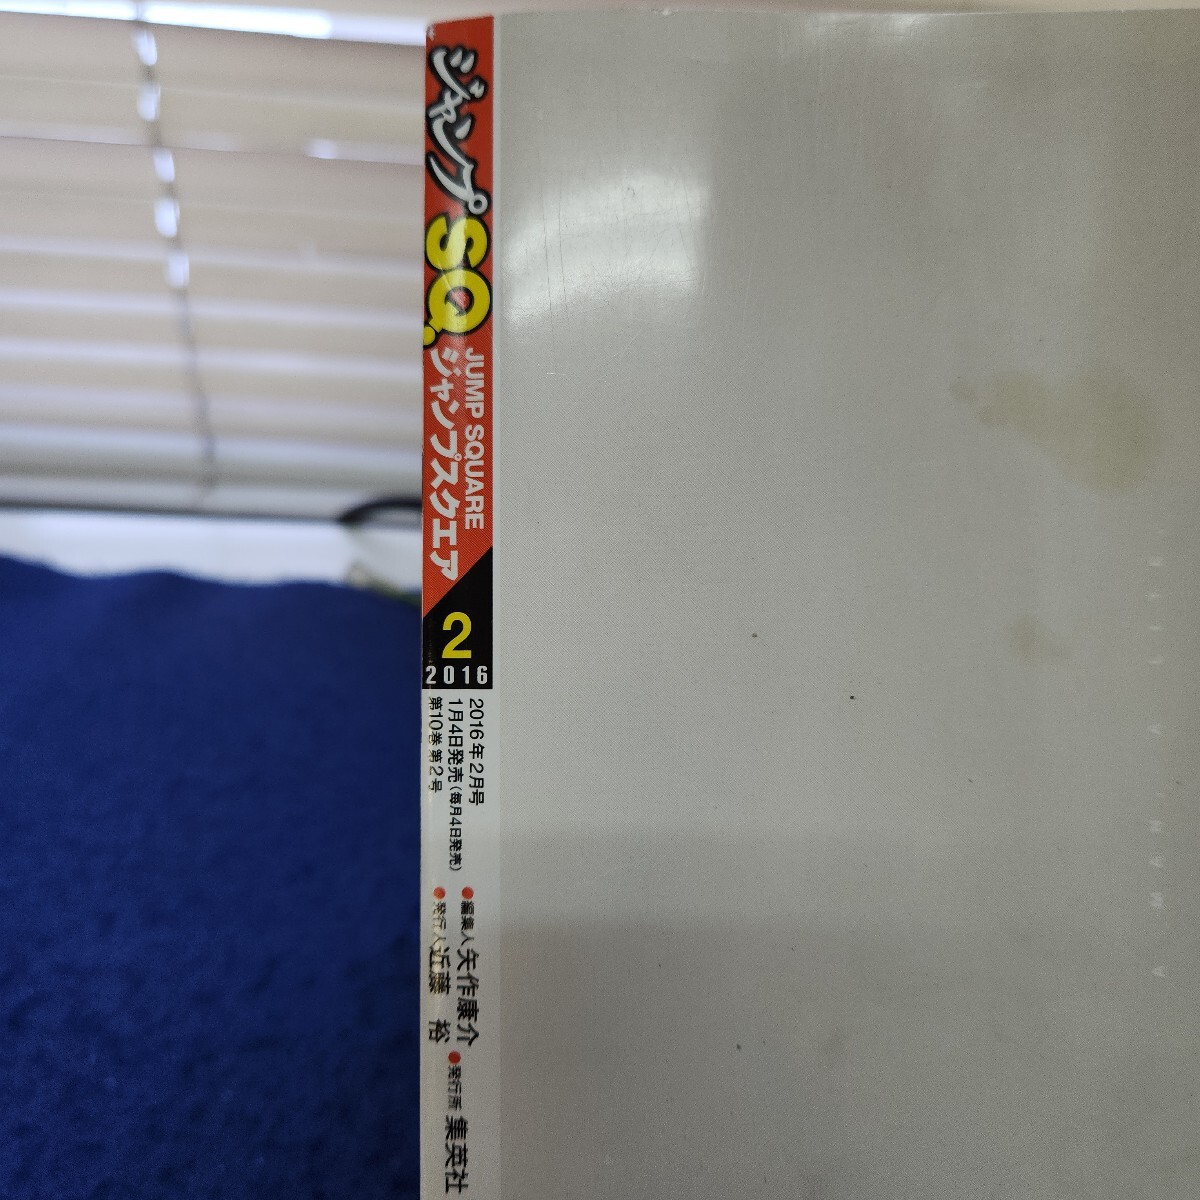 ジャンプSQ.
JUMP SQUARE
ジャンプスクエア
2
2016
2016年2月号
1月4日発売(毎月4日発売)
第10巻第2号
●編集人 矢作康介
●発行人 近藤 裕
●発行所 集英社